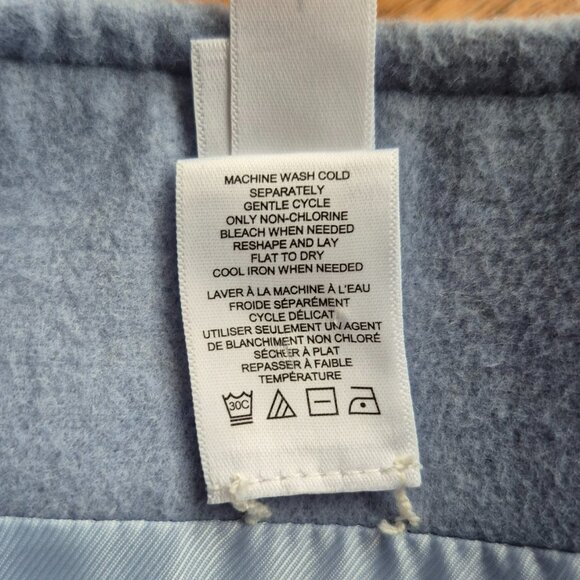 MACHINE WASH COLD
SEPARATELY
GENTLE CYCLE
ONLY NON-CHLORINE
BLEACH WHEN NEEDED
RESHAPE AND LAY
FLAT TO DRY
COOL IRON WHEN NEEDED
LAVER À LA MACHINE À L'EAU
FROIDE SÉPARÉMENT
CYCLE DÉLICAT
UTILISER SEULEMENT UN AGENT
DE BLANCHIMENT NON CHLORÉ
SÉCHER À PLAT
REPASSER À FAIBLE
TEMPÉRATURE
30C